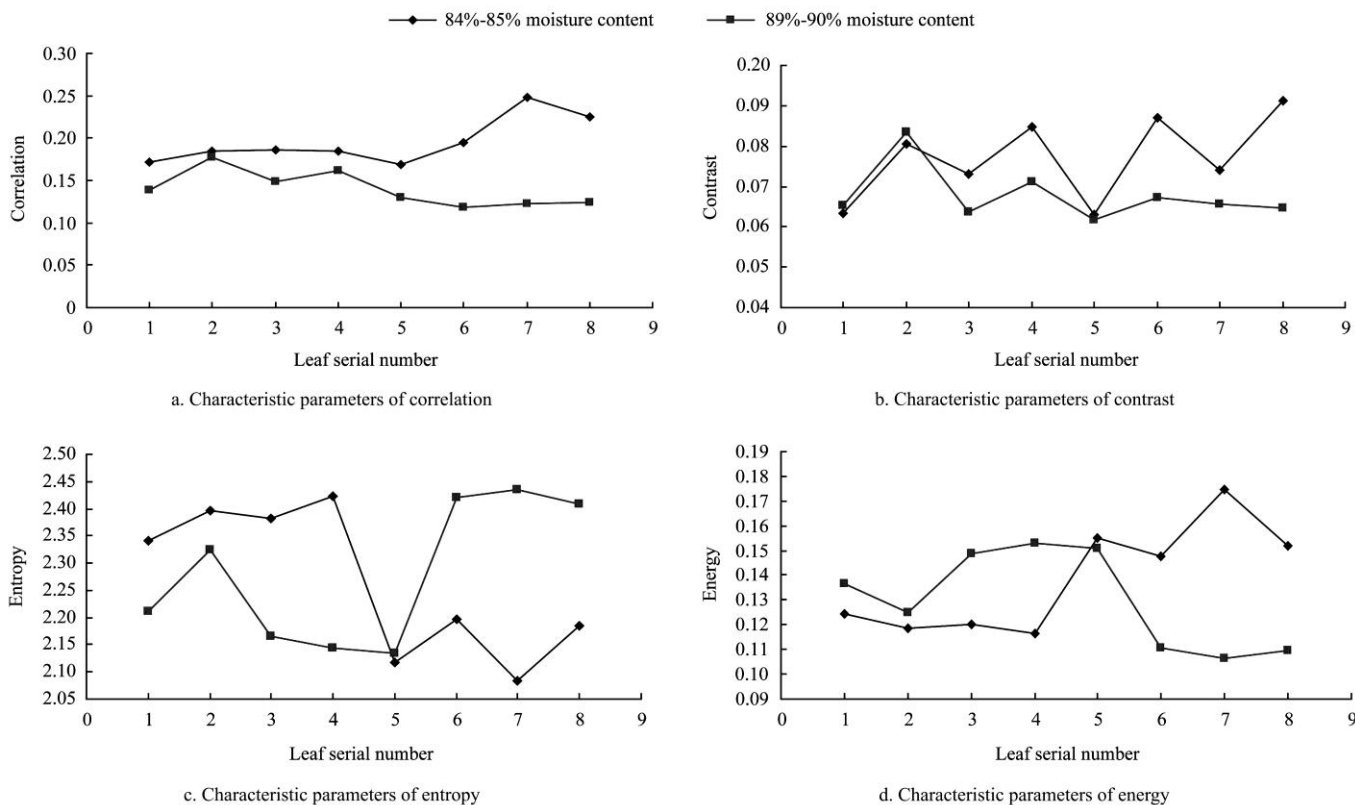 84%-85% moisture content
89%-90% moisture content
0.30
0.25
0.20
0.15
0.10
0.05
0
Correlation
0 1 2 3 4 5 6 7 8 9
Leaf serial number
a. Characteristic parameters of correlation
0.20
0.09
0.08
0.07
0.06
0.05
0.04
Contrast
0 1 2 3 4 5 6 7 8 9
Leaf serial number
b. Characteristic parameters of contrast
2.50
2.45
2.40
2.35
2.30
2.25
2.20
2.15
2.10
2.05
Entropy
0 1 2 3 4 5 6 7 8 9
Leaf serial number
c. Characteristic parameters of entropy
0.19
0.18
0.17
0.16
0.15
0.14
0.13
0.12
0.11
0.09
Energy
0 1 2 3 4 5 6 7 8 9
Leaf serial number
d. Characteristic parameters of energy